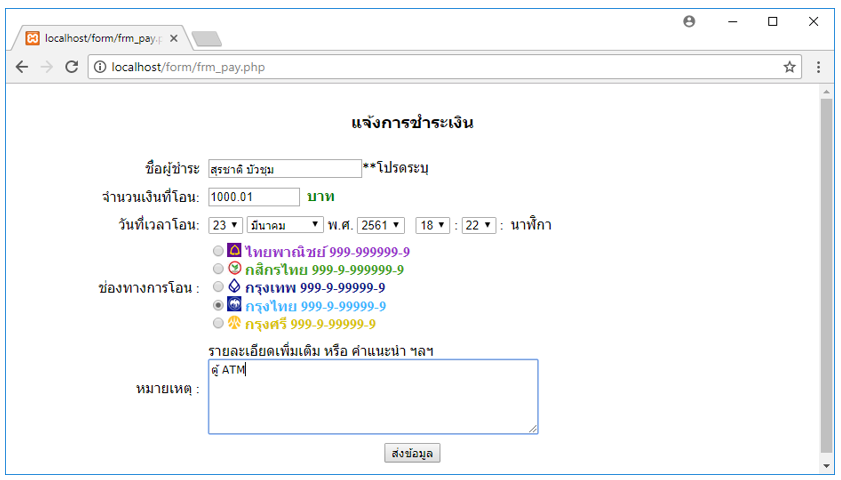 localhost/form/frm_pay.p
localhost/form/frm_pay.php
แจ้งการชำระเงิน
ชื่อผู้ชำระ สุรชาติ บัวชุม **โปรดระบุ
จำนวนเงินที่โอน: 1000.01 บาท
วันที่เวลาโอน: 23 มีนาคม พ.ศ. 2561 18 : 22 : นาฬิกา
ช่องทางการโอน :
ไทยพาณิชย์ 999-999999-9
กสิกรไทย 999-9-999999-9
กรุงเทพ 999-9-99999-9
กรุงไทย 999-9-99999-9
กรุงศรี 999-9-99999-9
รายละเอียดเพิ่มเติม หรือ คำแนะนำ ฯลฯ
หมายเหตุ : ตู้ ATM
ส่งข้อมูล